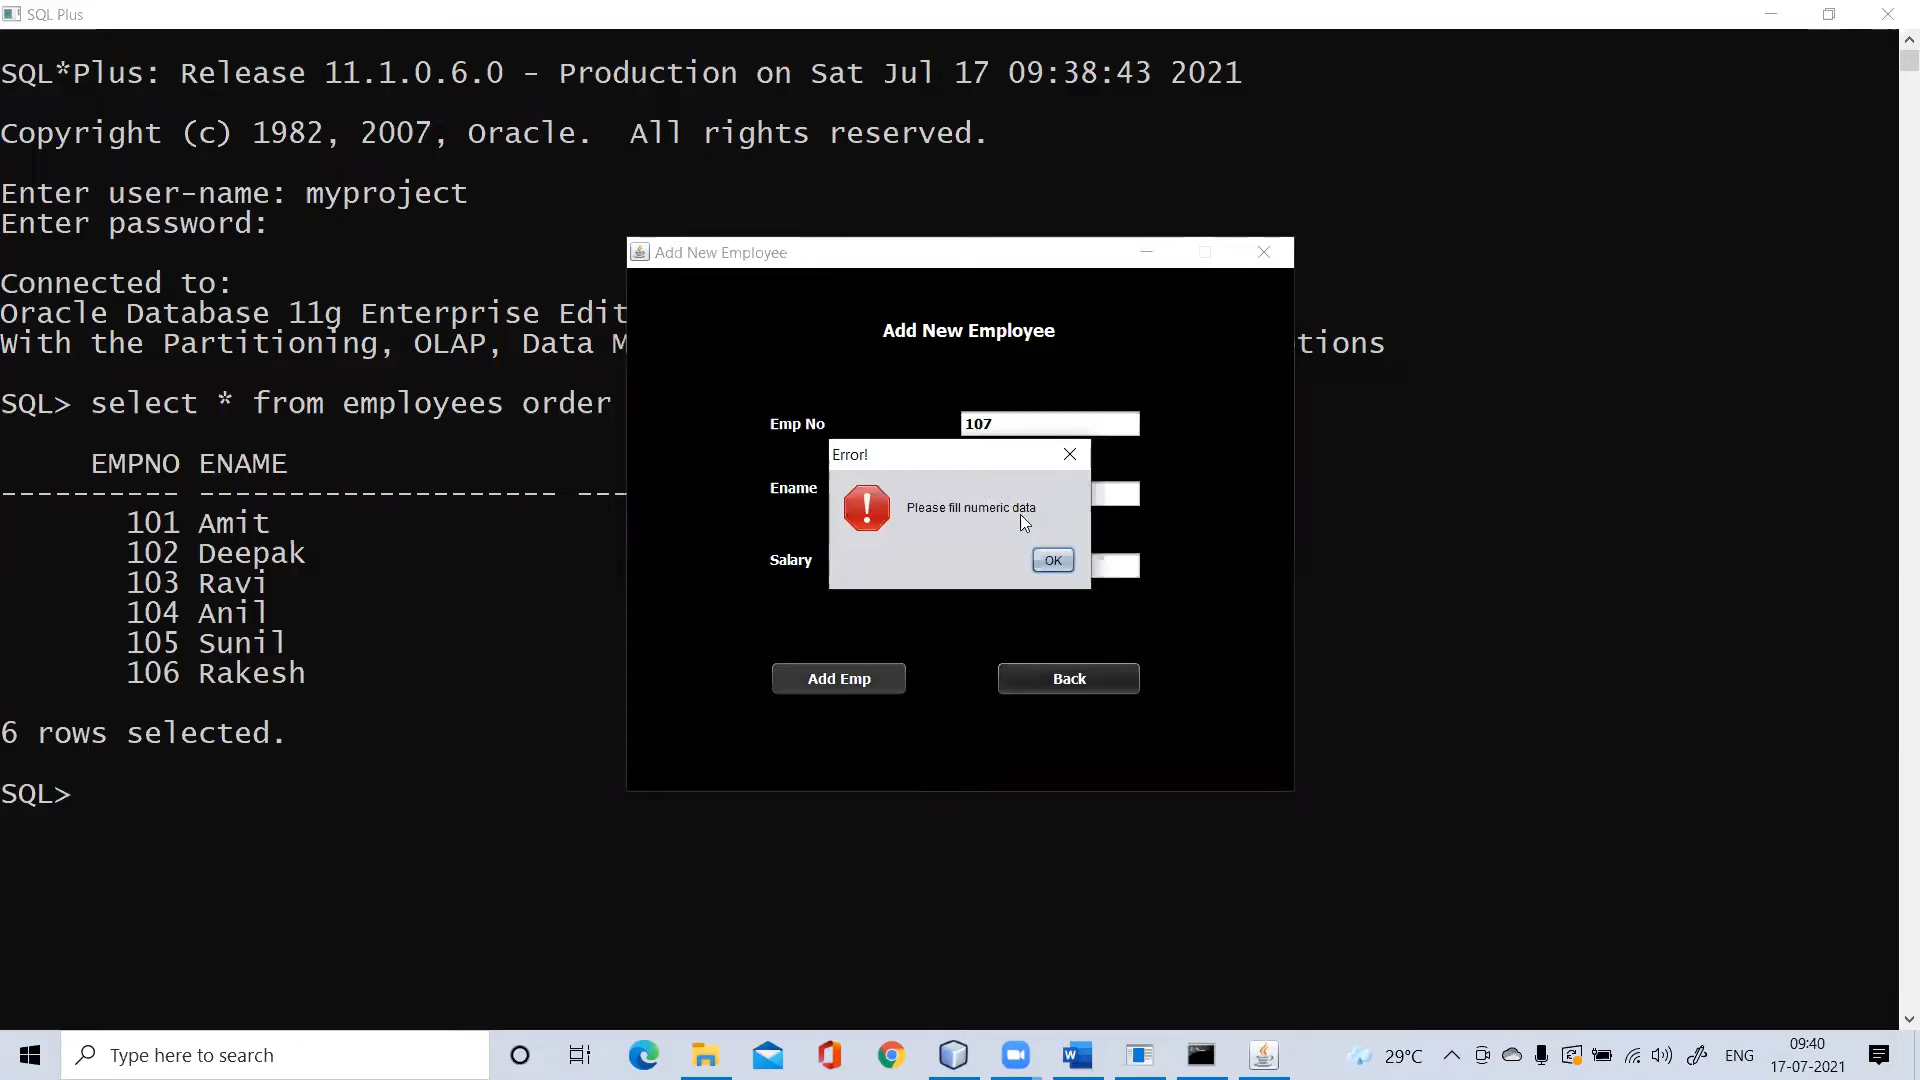 SQL Plus
SQL*Plus: Release 11.1.0.6.0 - Production on Sat Jul 17 09:38:43 2021
Copyright (c) 1982, 2007, Oracle.  All rights reserved.
Enter user-name: myproject
Enter password:
Connected to:
Oracle Database 11g Enterprise Edit
With the Partitioning, OLAP, Data M
tions
SQL> select * from employees order
EMPNO ENAME
---------- -------------------- ---
101 Amit
102 Deepak
103 Ravi
104 Anil
105 Sunil
106 Rakesh
6 rows selected.
SQL>
Add New Employee
Add New Employee
Emp No
107
Ename
Salary
Error!
Please fill numeric data
OK
Add Emp
Back
Type here to search
29°C
ENG
09:40
17-07-2021